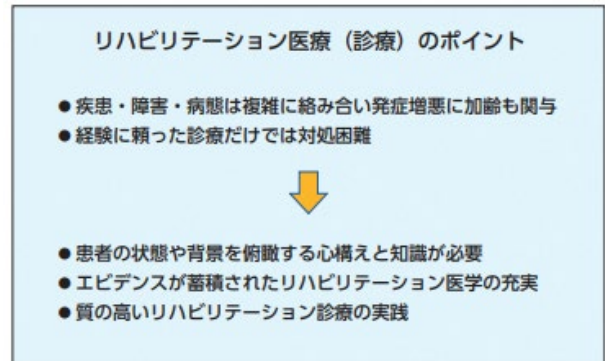 リハビリテーション医療（診療）のポイント
●疾患・障害・病態は複雑に絡み合い発症増悪に加齢も関与
●経験に頼った診療だけでは対処困難
●患者の状態や背景を俯瞰する心構えと知識が必要
●エビデンスが蓄積されたリハビリテーション医学の充実
●質の高いリハビリテーション診療の実践